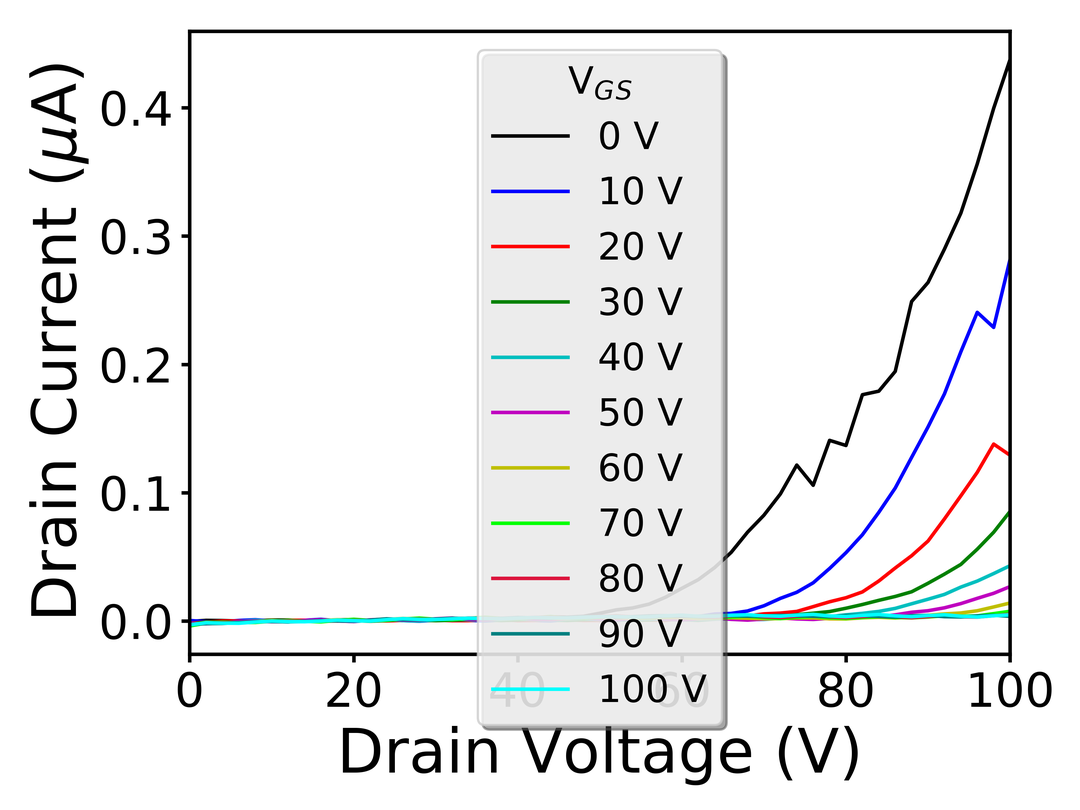 Drain Current (μA)
0.4
0.3
0.2
0.1
0.0
V_GS
0 V
10 V
20 V
30 V
40 V
50 V
60 V
70 V
80 V
90 V
100 V
0 20 40 60 80 100
Drain Voltage (V)